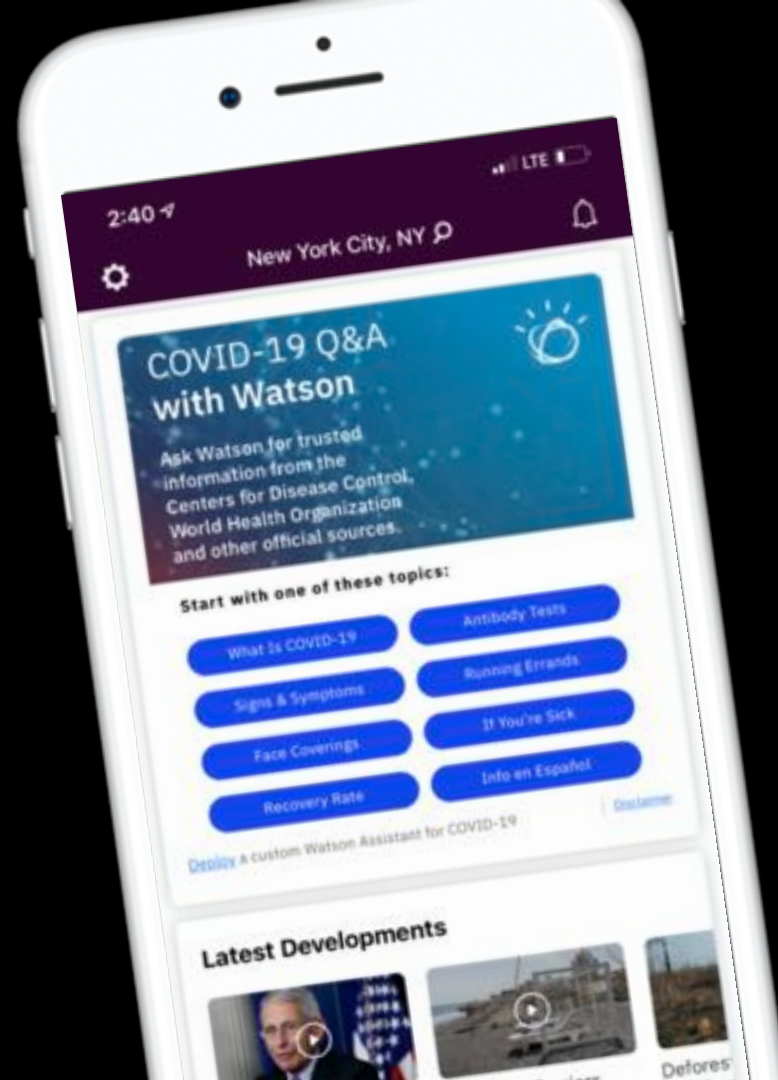 2:40
LTE
New York City, NY
COVID-19 Q&A
with Watson
Ask Watson for trusted
information from the
Centers for Disease Control,
World Health Organization
and other official sources.
Start with one of these topics:
What Is COVID-19
Antibody Tests
Signs & Symptoms
Running Errands
Face Coverings
If You're Sick
Recovery Rate
Info en Español
Deploy a custom Watson Assistant for COVID-19
Disclaimer
Latest Developments